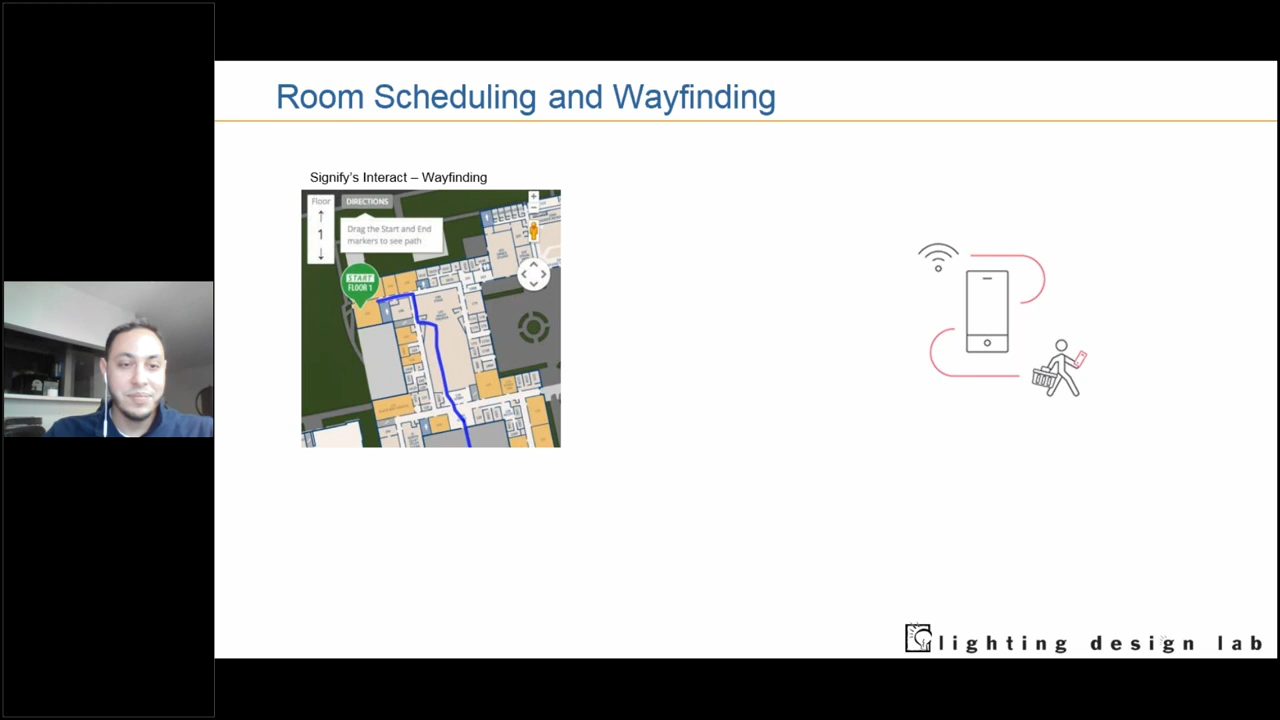 Room Scheduling and Wayfinding
Signify's Interact – Wayfinding
Floor
1
DIRECTIONS
Drag the Start and End
markers to see path
START
FLOOR 1
lighting design lab